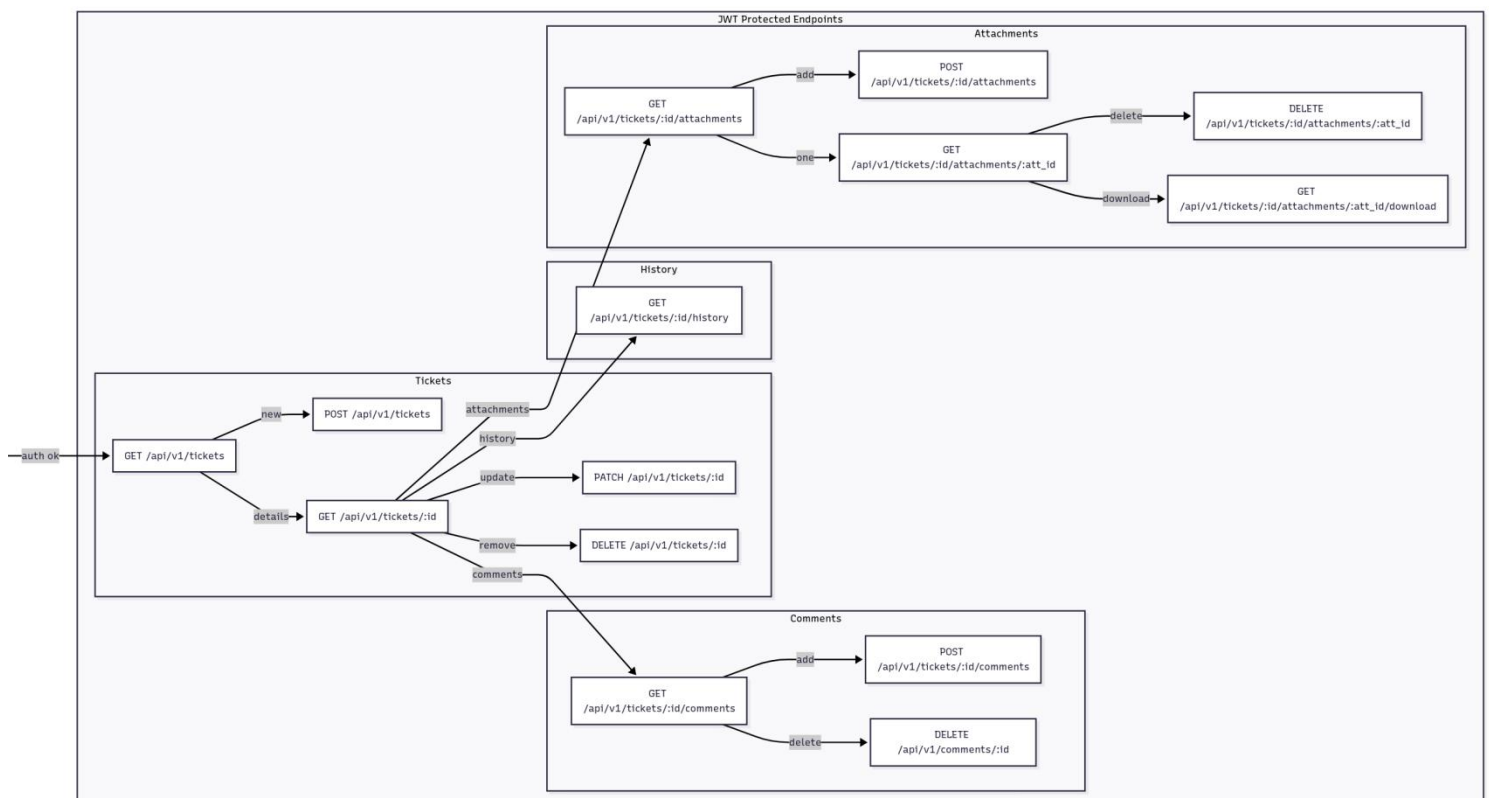 JWT Protected Endpoints
Attachments
GET
/api/v1/tickets/:id/attachments
add
POST
/api/v1/tickets/:id/attachments
one
GET
/api/v1/tickets/:id/attachments/:att_id
delete
DELETE
/api/v1/tickets/:id/attachments/:att_id
download
GET
/api/v1/tickets/:id/attachments/:att_id/download
History
GET
/api/v1/tickets/:id/history
Tickets
auth ok
GET /api/v1/tickets
new
POST /api/v1/tickets
details
GET /api/v1/tickets/:id
attachments
history
update
PATCH /api/v1/tickets/:id
remove
DELETE /api/v1/tickets/:id
comments
Comments
GET
/api/v1/tickets/:id/comments
add
POST
/api/v1/tickets/:id/comments
delete
DELETE
/api/v1/comments/:id